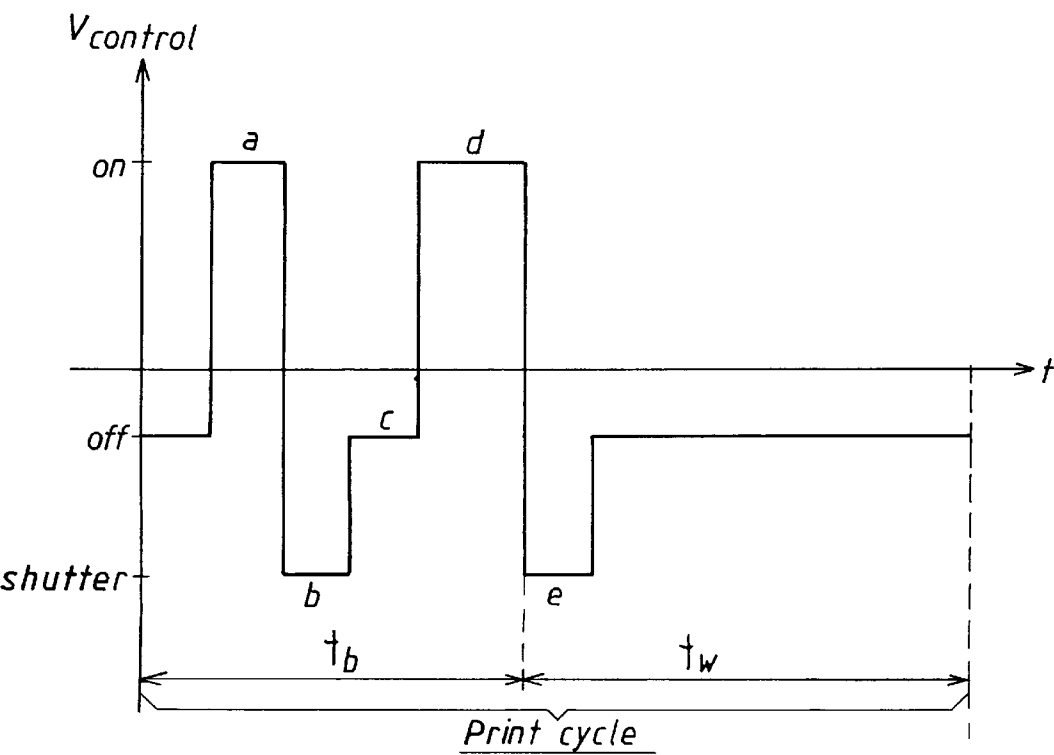 Vcontrol
a
d
on
t
c
off
shutter
b
e
tb
tw
Print cycle